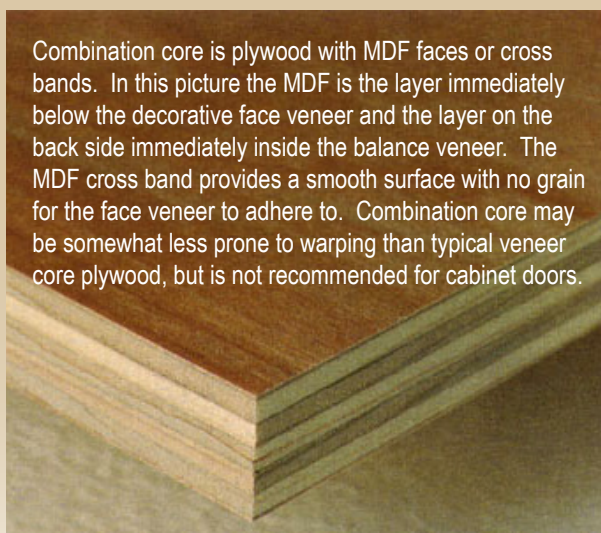 Combination core is plywood with MDF faces or cross
bands.  In this picture the MDF is the layer immediately
below the decorative face veneer and the layer on the
back side immediately inside the balance veneer.  The
MDF cross band provides a smooth surface with no grain
for the face veneer to adhere to.  Combination core may
be somewhat less prone to warping than typical veneer
core plywood, but is not recommended for cabinet doors.